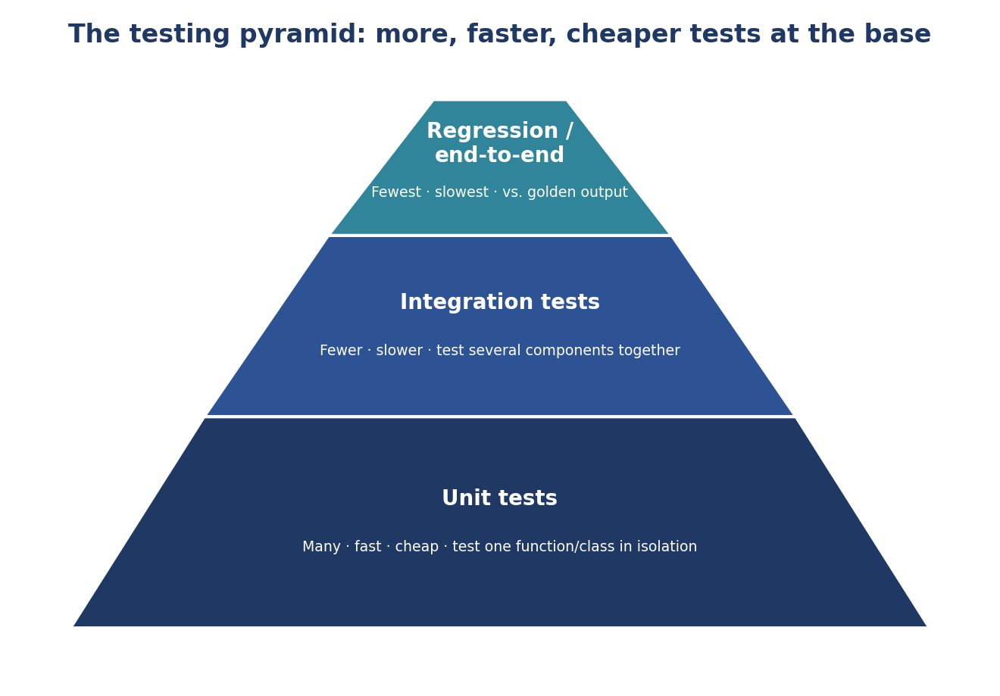 The testing pyramid: more, faster, cheaper tests at the base
Regression /
end-to-end
Fewest · slowest · vs. golden output
Integration tests
Fewer · slower · test several components together
Unit tests
Many · fast · cheap · test one function/class in isolation